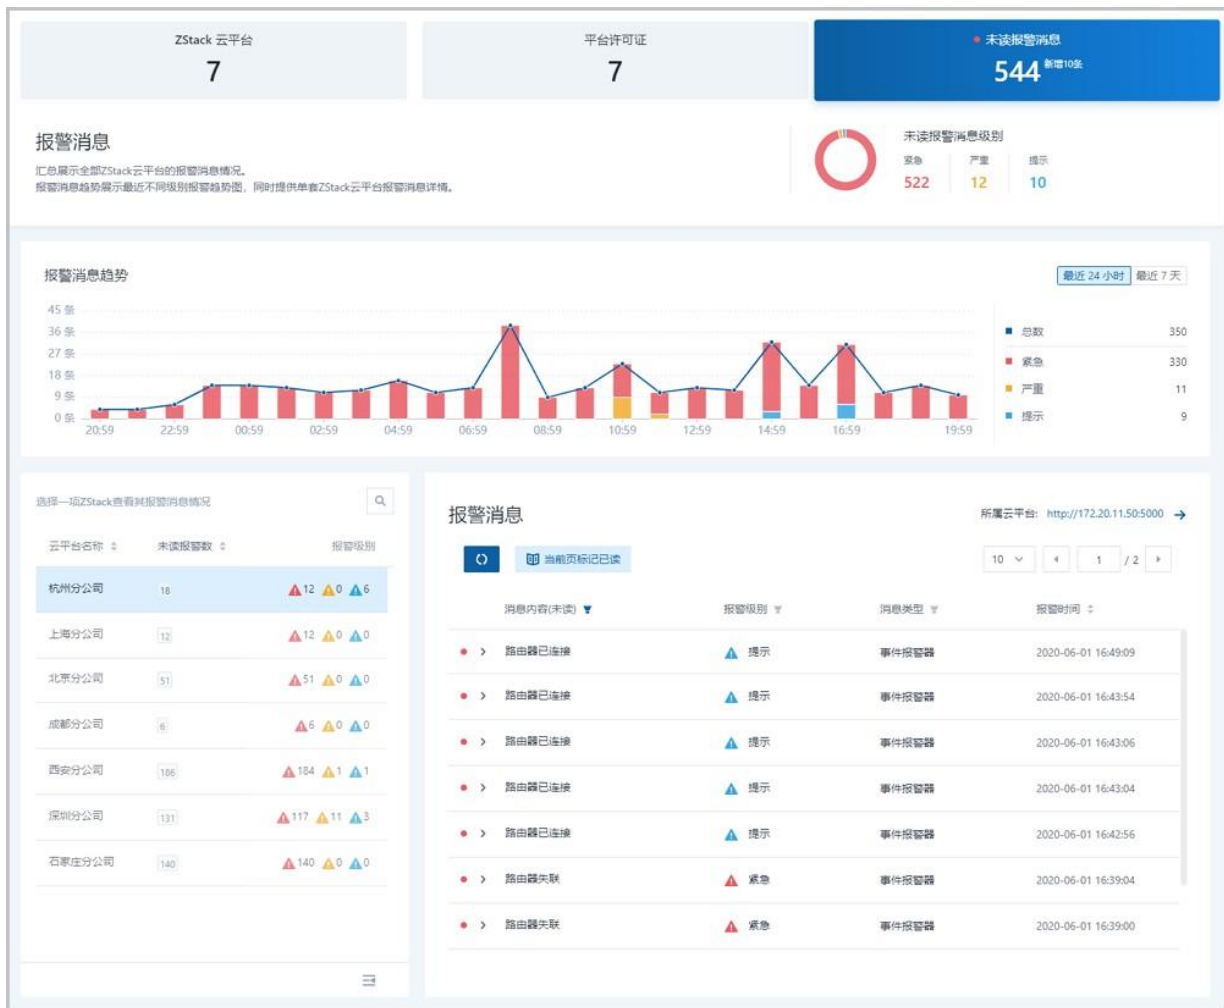 ZStack 云平台
7
平台许可证
7
未读报警消息
544 新增10条
报警消息
汇总展示全部ZStack云平台的报警消息情况。
报警消息趋势展示最近不同级别报警趋势图，同时提供单套ZStack云平台报警消息详情。
未读报警消息级别
紧急 严重 提示
522 12 10
报警消息趋势
最近 24 小时 最近 7 天
45 条
36 条
27 条
18 条
9 条
0 条
20:59 22:59 00:59 02:59 04:59 06:59 08:59 10:59 12:59 14:59 16:59 19:59
总数 350
紧急 330
严重 11
提示 9
选择一项ZStack查看其报警消息情况
云平台名称 未读报警数 报警级别
杭州分公司 18 12 0 6
上海分公司 12 12 0 0
北京分公司 51 51 0 0
成都分公司 6 6 0 0
西安分公司 186 184 1 1
深圳分公司 131 117 11 3
石家庄分公司 140 140 0 0
报警消息
所属云平台: http://172.20.11.50:5000
当前页标记已读
10 1 / 2
消息内容(未读) 报警级别 消息类型 报警时间
路由器已连接 提示 事件报警器 2020-06-01 16:49:09
路由器已连接 提示 事件报警器 2020-06-01 16:43:54
路由器已连接 提示 事件报警器 2020-06-01 16:43:06
路由器已连接 提示 事件报警器 2020-06-01 16:43:04
路由器已连接 提示 事件报警器 2020-06-01 16:42:56
路由器失联 紧急 事件报警器 2020-06-01 16:39:04
路由器失联 紧急 事件报警器 2020-06-01 16:39:00